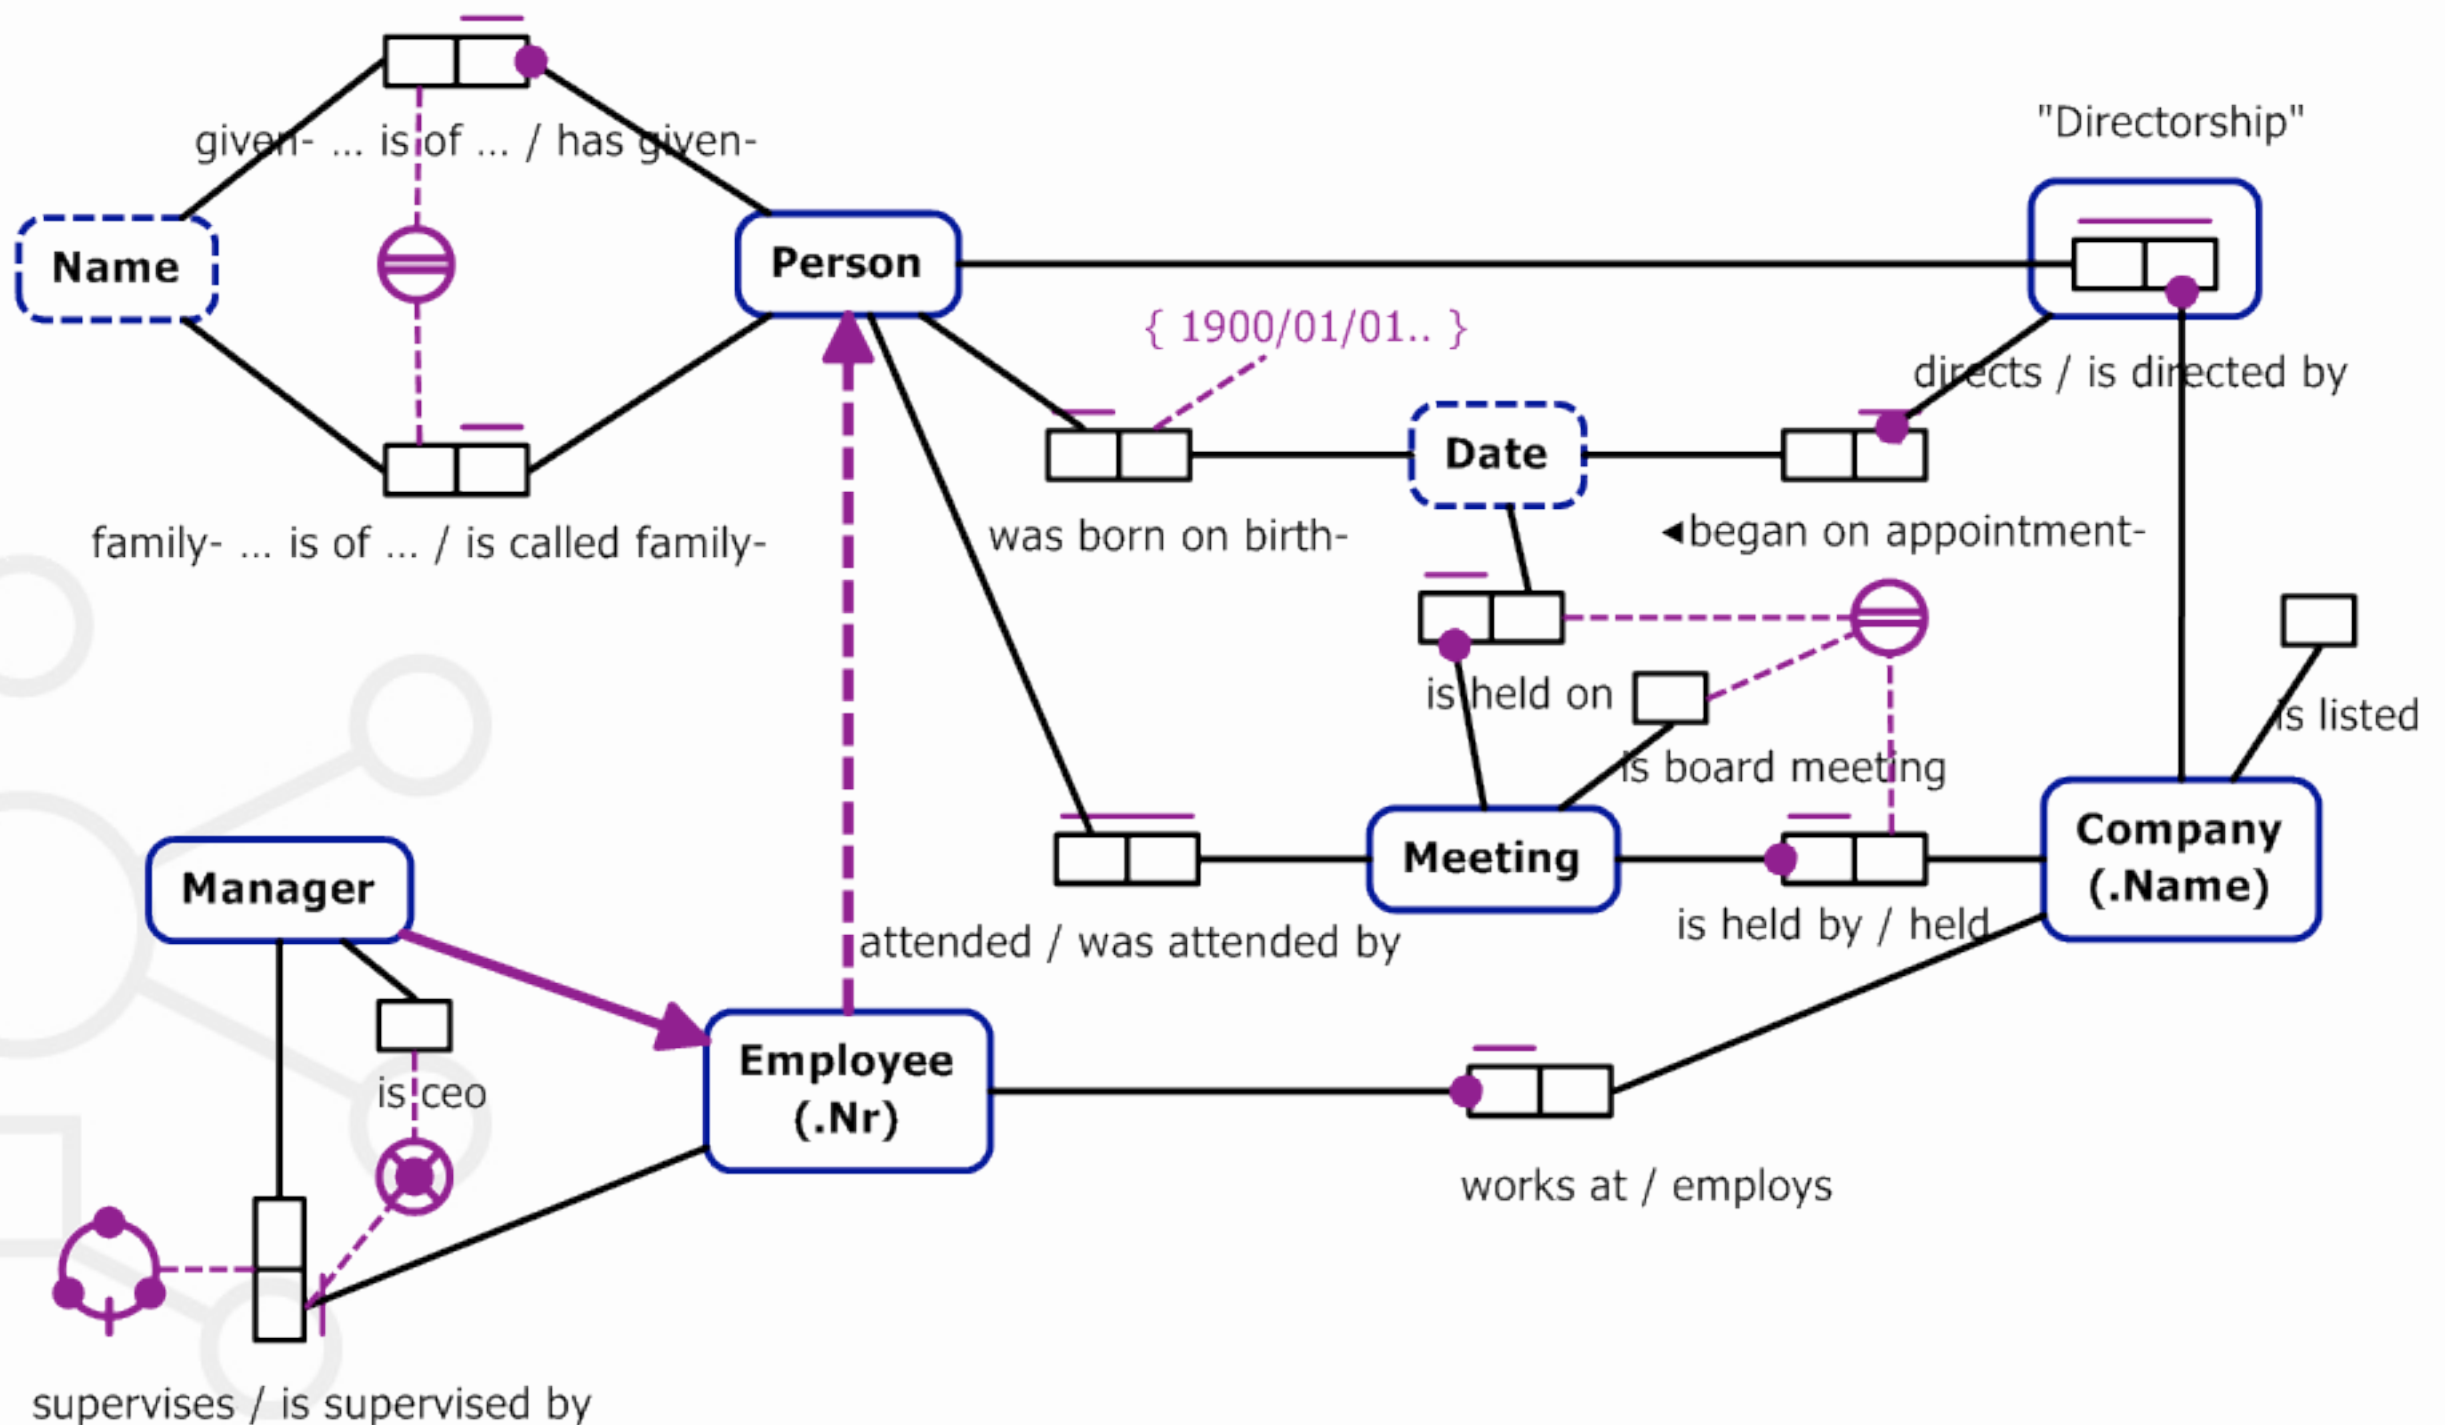 given- ... is of ... / has given-
"Directorship"
Name
Person
{ 1900/01/01.. }
directs / is directed by
Date
family- ... is of ... / is called family-
was born on birth-
◄began on appointment-
is held on
is listed
is board meeting
Manager
Meeting
Company
(.Name)
attended / was attended by
is held by / held
is ceo
Employee
(.Nr)
works at / employs
supervises / is supervised by